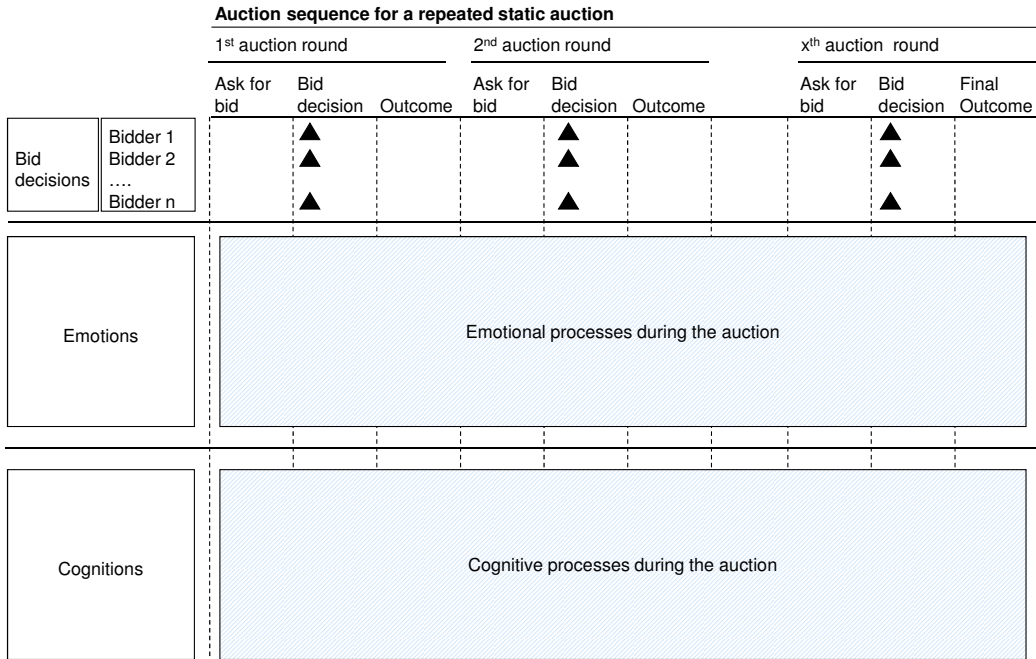 Auction sequence for a repeated static auction
1st auction round
2nd auction round
xth auction round
Ask for
bid
Bid
decision
Outcome
Ask for
bid
Bid
decision
Outcome
Ask for
bid
Bid
decision
Final
Outcome
Bid
decisions
Bidder 1
Bidder 2
....
Bidder n
Emotions
Emotional processes during the auction
Cognitions
Cognitive processes during the auction